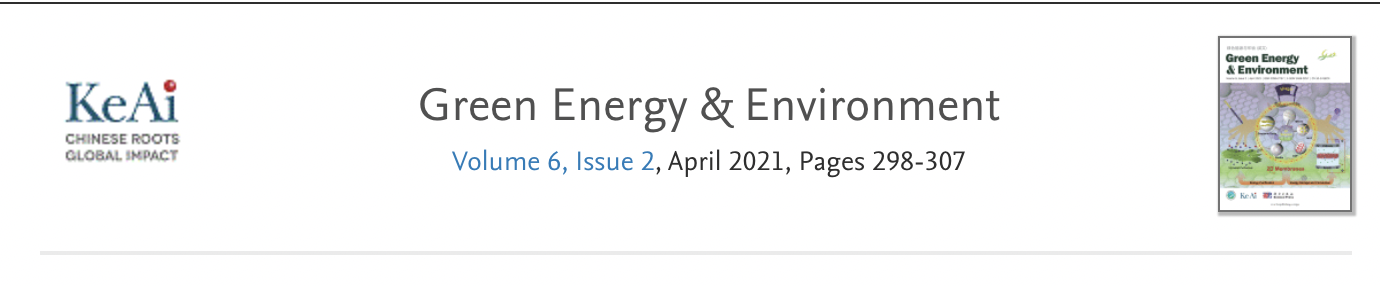 KeAi
CHINESE ROOTS
GLOBAL IMPACT
Green Energy & Environment
Volume 6, Issue 2, April 2021, Pages 298-307
Green Energy
& Environment
KeAi